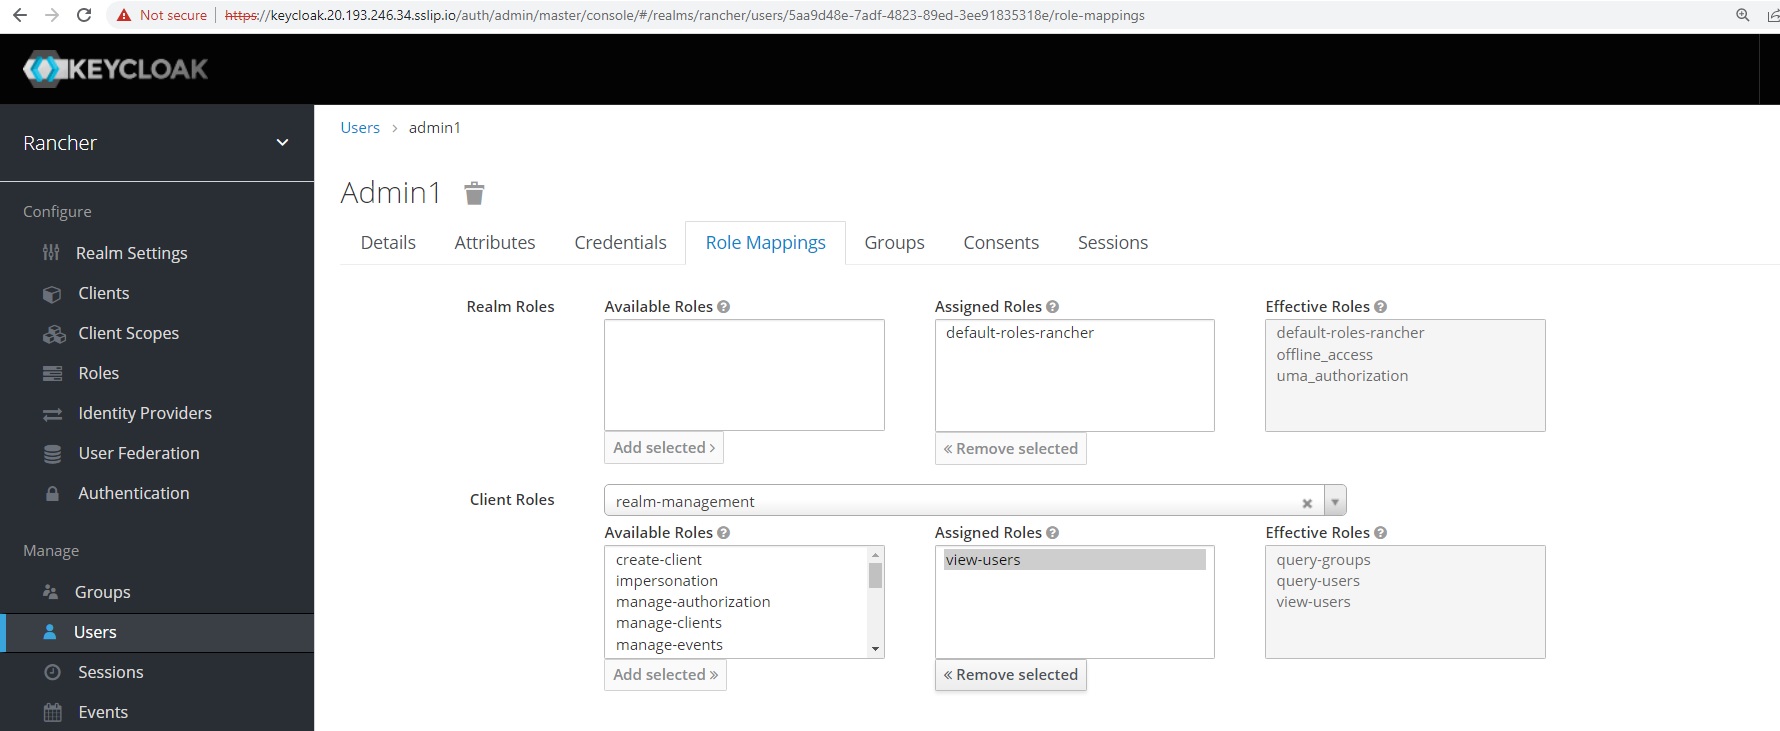 Not secure https://keycloak.20.193.246.34.sslip.io/auth/admin/master/console/#/realms/rancher/users/5aa9d48e-7adf-4823-89ed-3ee91835318e/role-mappings
KEYCLOAK
Rancher
Configure
Realm Settings
Clients
Client Scopes
Roles
Identity Providers
User Federation
Authentication
Manage
Groups
Users
Sessions
Events
Users > admin1
Admin1
Details Attributes Credentials Role Mappings Groups Consents Sessions
Realm Roles
Available Roles
Add selected >
Assigned Roles
default-roles-rancher
« Remove selected
Effective Roles
default-roles-rancher
offline_access
uma_authorization
Client Roles
realm-management
Available Roles
create-client
impersonation
manage-authorization
manage-clients
manage-events
Add selected »
Assigned Roles
view-users
« Remove selected
Effective Roles
query-groups
query-users
view-users